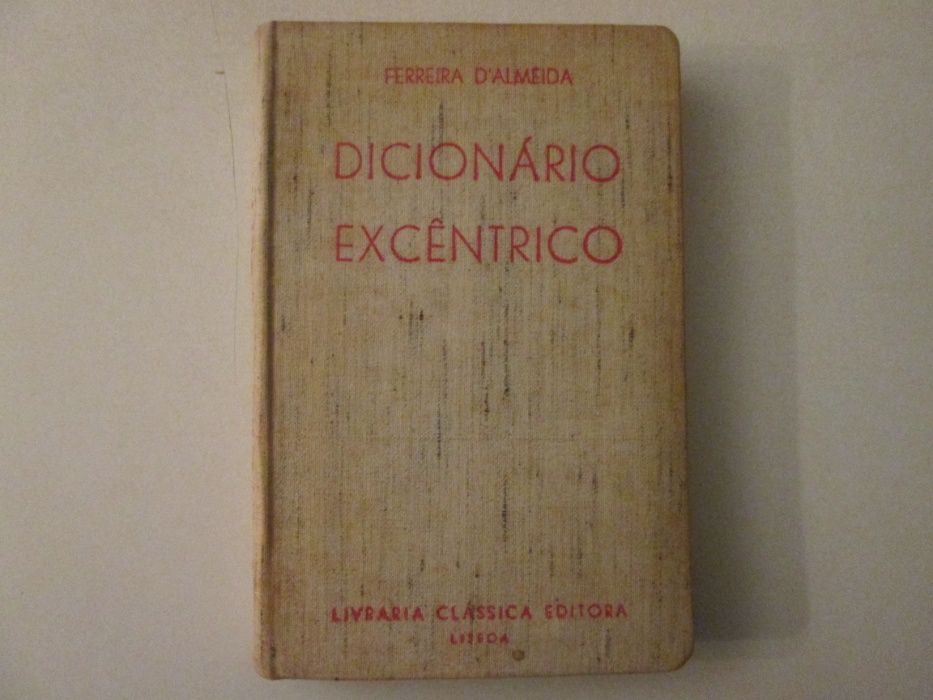 FERREIRA D'ALMEIDA
DICIONÁRIO
EXCÊNTRICO
LIVRARIA CLÁSSICA EDITORA
LISBOA